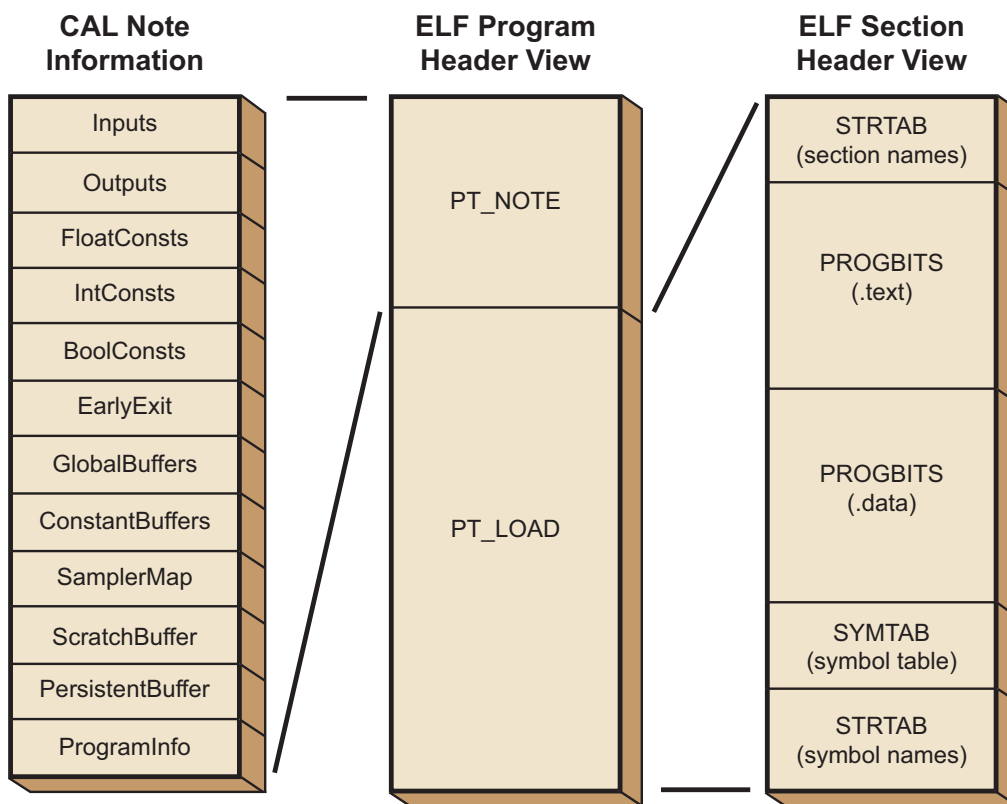 CAL Note
Information
Inputs
Outputs
FloatConsts
IntConsts
BoolConsts
EarlyExit
GlobalBuffers
ConstantBuffers
SamplerMap
ScratchBuffer
PersistentBuffer
ProgramInfo
ELF Program
Header View
PT_NOTE
PT_LOAD
ELF Section
Header View
STRTAB
(section names)
PROGBITS
(.text)
PROGBITS
(.data)
SYMTAB
(symbol table)
STRTAB
(symbol names)